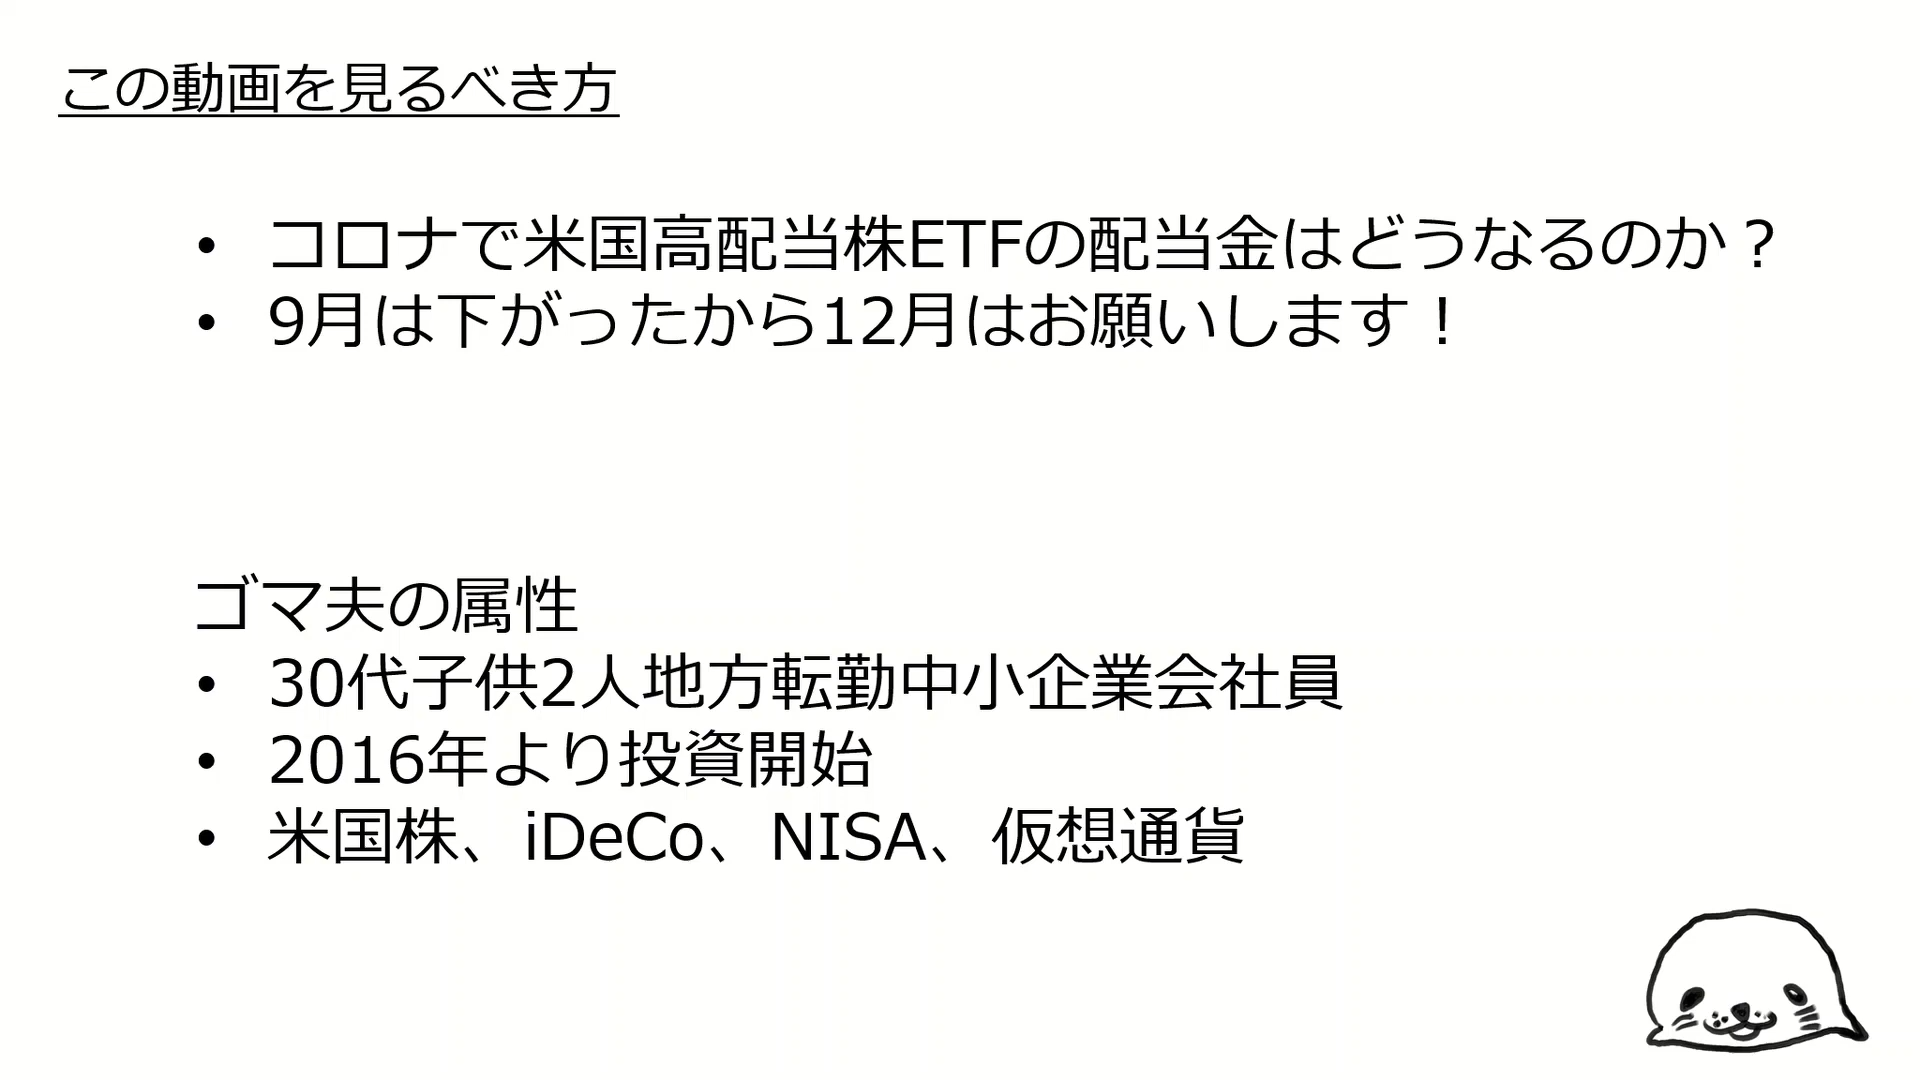 この動画を見るべき方
• コロナで米国高配当株ETFの配当金はどうなるのか？
• 9月は下がったから12月はお願いします！
ゴマ夫の属性
• 30代子供2人地方転勤中小企業会社員
• 2016年より投資開始
• 米国株、iDeCo、NISA、仮想通貨